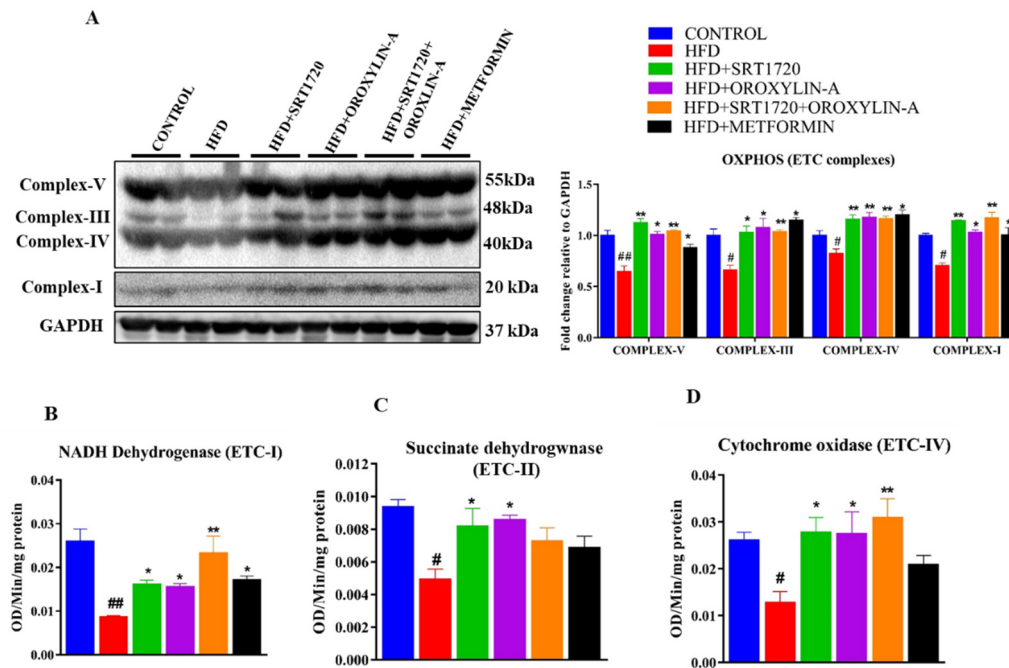 A
CONTROL
HFD
HFD+SRT1720
HFD+OROXYLIN-A
HFD+SRT1720+
OROXLIN-A
HFD+METFORMIN
Complex-V
55kDa
48kDa
Complex-III
Complex-IV
40kDa
Complex-I
20 kDa
GAPDH
37 kDa
CONTROL
HFD
HFD+SRT1720
HFD+OROXYLIN-A
HFD+SRT1720+OROXYLIN-A
HFD+METFORMIN
OXPHOS (ETC complexes)
Fold change relative to GAPDH
1.5
1.0
0.5
0.0
## ** * ** *
# * * ** *
# ** ** ** *
# ** * ** *
COMPLEX-V COMPLEX-III COMPLEX-IV COMPLEX-I
B
NADH Dehydrogenase (ETC-I)
OD/Min/mg protein
0.04
0.03
0.02
0.01
0.00
## * * ** *
C
Succinate dehydrogwnase
(ETC-II)
OD/Min/mg protein
0.012
0.010
0.008
0.006
0.004
0.002
0.000
# * *
D
Cytochrome oxidase (ETC-IV)
OD/Min/mg protein
0.04
0.03
0.02
0.01
0.00
# * * **